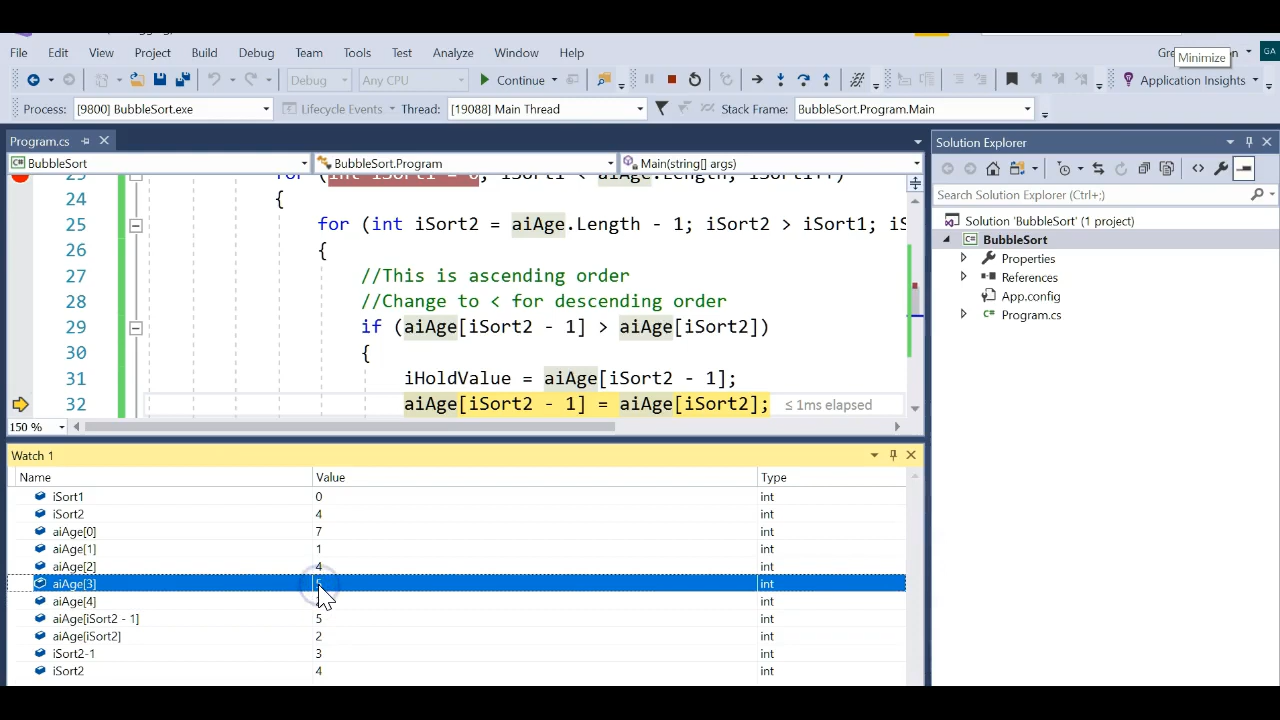 File Edit View Project Build Debug Team Tools Test Analyze Window Help
Minimize
GA
Debug Any CPU Continue Application Insights
Process: [9800] BubbleSort.exe Lifecycle Events Thread: [19088] Main Thread Stack Frame: BubbleSort.Program.Main
Program.cs
BubbleSort BubbleSort.Program Main(string[] args)
24 {
25 for (int iSort2 = aiAge.Length - 1; iSort2 > iSort1; iS
26 {
27 //This is ascending order
28 //Change to < for descending order
29 if (aiAge[iSort2 - 1] > aiAge[iSort2])
30 {
31 iHoldValue = aiAge[iSort2 - 1];
32 aiAge[iSort2 - 1] = aiAge[iSort2]; ≤ 1ms elapsed
150 %
Watch 1
Name Value Type
iSort1 0 int
iSort2 4 int
aiAge[0] 7 int
aiAge[1] 1 int
aiAge[2] 4 int
aiAge[3] 5 int
aiAge[4] int
aiAge[iSort2 - 1] 5 int
aiAge[iSort2] 2 int
iSort2-1 3 int
iSort2 4 int
Solution Explorer
Search Solution Explorer (Ctrl+;)
Solution 'BubbleSort' (1 project)
BubbleSort
Properties
References
App.config
Program.cs